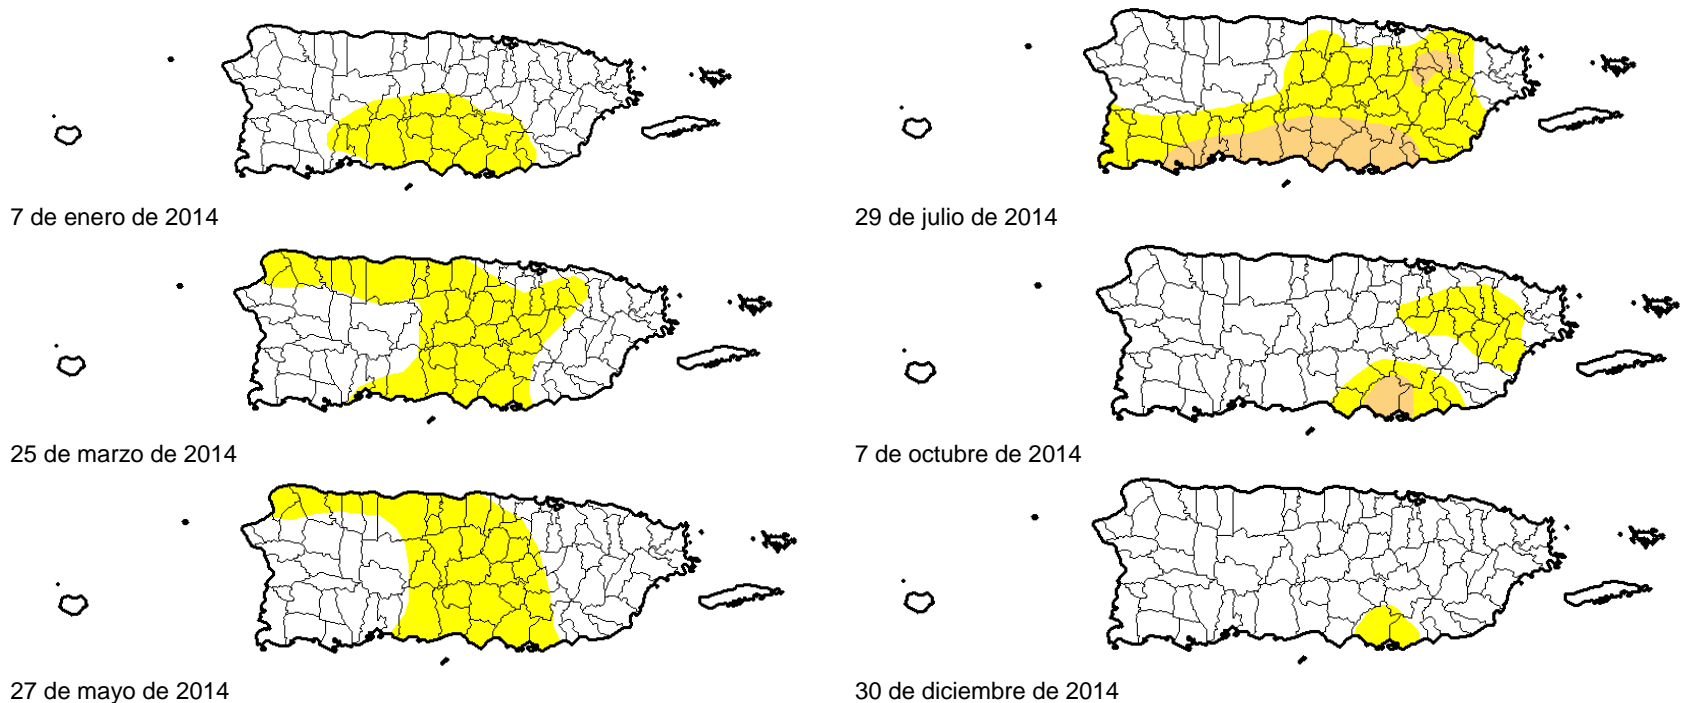 7 de enero de 2014
29 de julio de 2014
25 de marzo de 2014
7 de octubre de 2014
27 de mayo de 2014
30 de diciembre de 2014